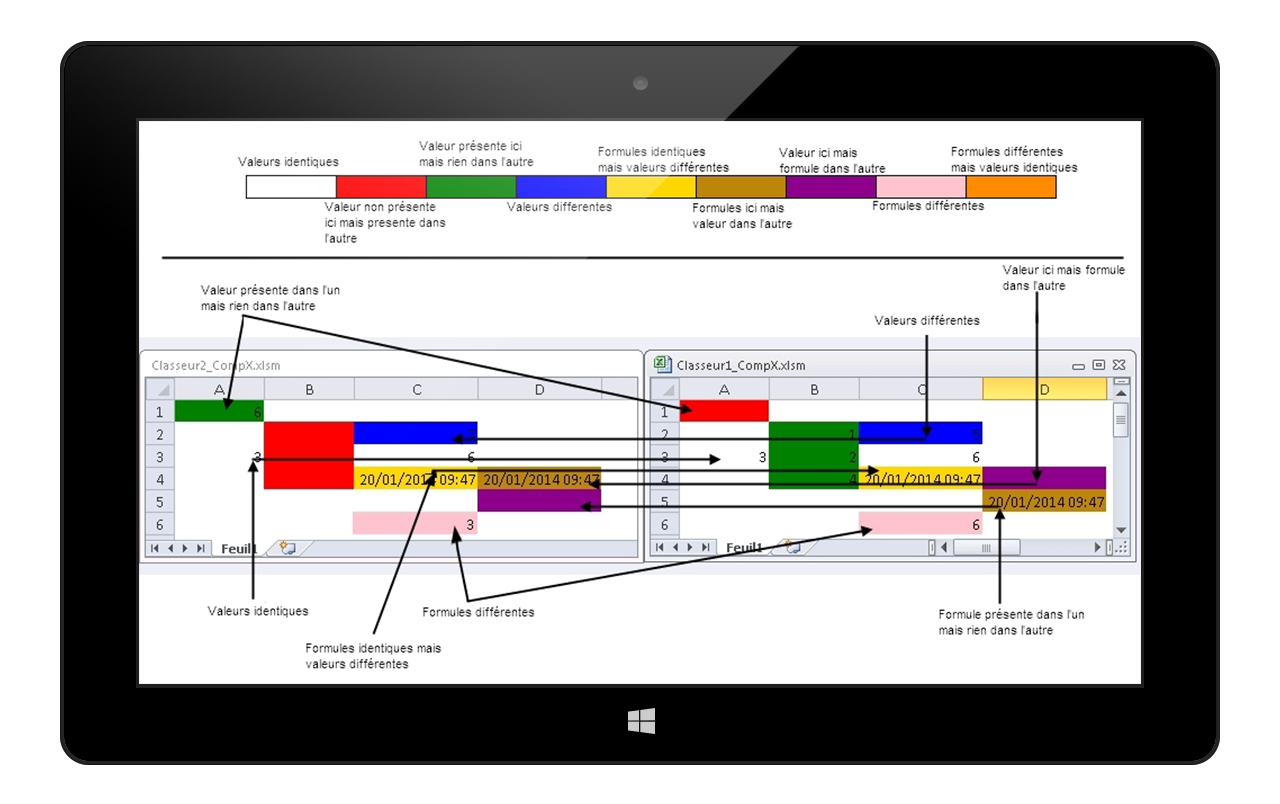 Valeurs identiques
Valeur présente ici
mais rien dans l'autre
Formules identiques
mais valeurs différentes
Valeur ici mais
formule dans l'autre
Formules différentes
mais valeurs identiques
Valeur non présente
ici mais presente dans
l'autre
Valeurs differentes
Formules ici mais
valeur dans l'autre
Formules différentes
Valeur ici mais formule
dans l'autre
Valeur présente dans l'un
mais rien dans l'autre
Valeurs différentes
Classeur2_CompX.xlsm
A B C D
1 6
2
3 3 6
4 20/01/2014 09:47 20/01/2014 09:47
5
6 3
Feuil1
Classeur1_CompX.xlsm
A B C D
1
2 1 5
3 3 2 6
4 4 20/01/2014 09:47
5 20/01/2014 09:47
6 6
Feuil1
Valeurs identiques
Formules différentes
Formule présente dans l'un
mais rien dans l'autre
Formules identiques mais
valeurs différentes